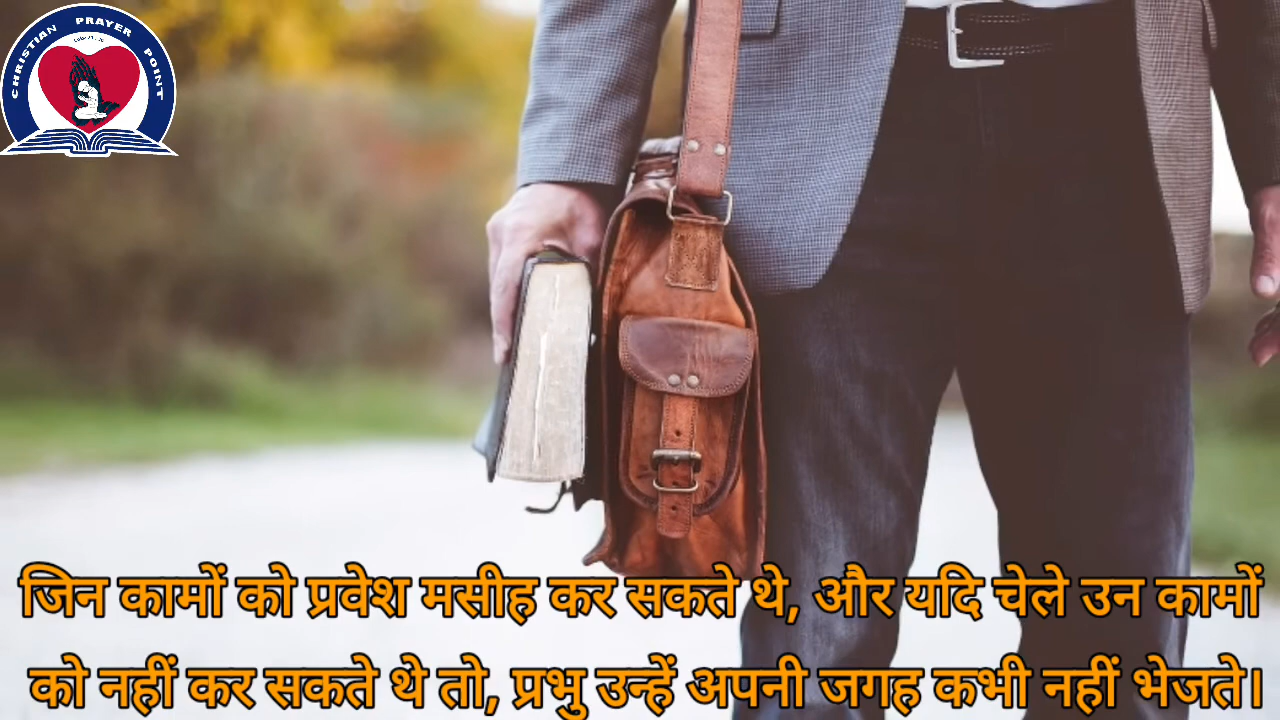 CHRISTIAN PRAYER POINT
जिन कामों को प्रवेश मसीह कर सकते थे, और यदि चेले उन कामों
को नहीं कर सकते थे तो, प्रभु उन्हें अपनी जगह कभी नहीं भेजते।